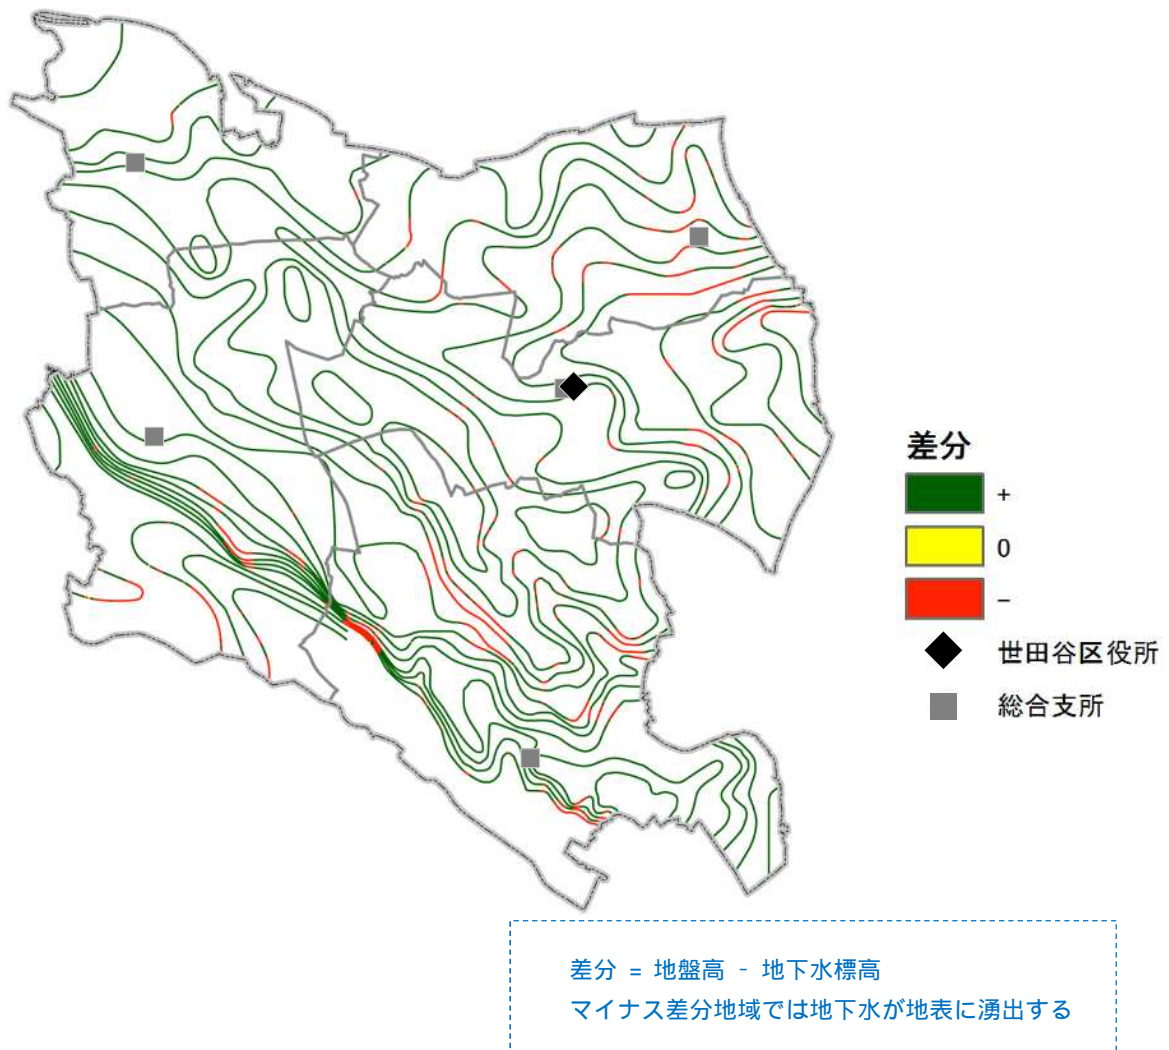 差分
+
0
−
世田谷区役所
総合支所
差分 = 地盤高 - 地下水標高
マイナス差分地域では地下水が地表に湧出する